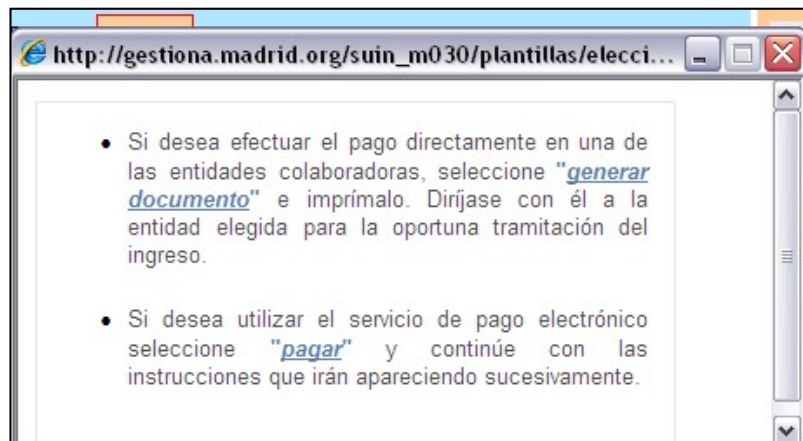 http://gestiona.madrid.org/suin_m030/plantillas/elecci...
Si desea efectuar el pago directamente en una de
las entidades colaboradoras, seleccione "generar
documento" e imprímalo. Diríjase con él a la
entidad elegida para la oportuna tramitación del
ingreso.
Si desea utilizar el servicio de pago electrónico
seleccione "pagar" y continúe con las
instrucciones que irán apareciendo sucesivamente.